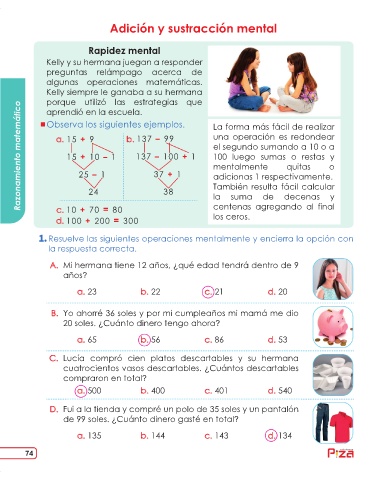 Adición y sustracción mental
Rapidez mental
Kelly y su hermana juegan a responder
preguntas relámpago acerca de
algunas operaciones matemáticas.
Kelly siempre le ganaba a su hermana
porque utilizó las estrategias que
aprendió en la escuela.
Observa los siguientes ejemplos.
a. 15 + 9
15 + 10 − 1
25 − 1
24
b. 137 − 99
137 − 100 + 1
37 + 1
38
c. 10 + 70 = 80
d. 100 + 200 = 300
La forma más fácil de realizar
una operación es redondear
el segundo sumando a 10 o a
100 luego sumas o restas y
mentalmente quitas o
adicionas 1 respectivamente.
También resulta fácil calcular
la suma de decenas y
centenas agregando al final
los ceros.
Razonamiento matemático
1. Resuelve las siguientes operaciones mentalmente y encierra la opción con
la respuesta correcta.
A. Mi hermana tiene 12 años, ¿qué edad tendrá dentro de 9
años?
a. 23 b. 22 c. 21 d. 20
B. Yo ahorré 36 soles y por mi cumpleaños mi mamá me dio
20 soles. ¿Cuánto dinero tengo ahora?
a. 65 b. 56 c. 86 d. 53
C. Lucía compró cien platos descartables y su hermana
cuatrocientos vasos descartables. ¿Cuántos descartables
compraron en total?
a. 500 b. 400 c. 401 d. 540
D. Fui a la tienda y compré un polo de 35 soles y un pantalón
de 99 soles. ¿Cuánto dinero gasté en total?
a. 135 b. 144 c. 143 d. 134
74